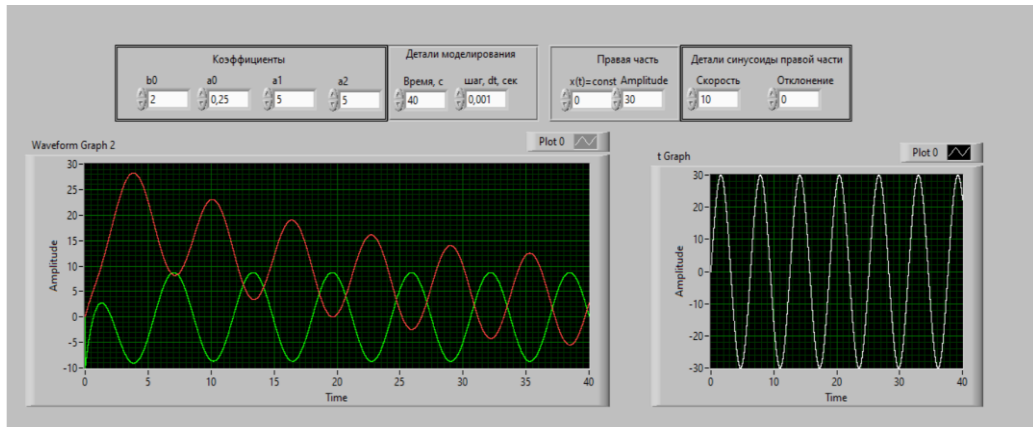 Коэффициенты
b0 a0 a1 a2
2 0,25 5 5
Детали моделирования
Время, с шаг, dt, сек
40 0,001
Правая часть
x(t)=const Amplitude
0 30
Детали синусоиды правой части
Скорость Отклонение
10 0
Waveform Graph 2
Plot 0
Amplitude
30
25
20
15
10
5
0
-5
-10
0 5 10 15 20 25 30 35 40
Time
t Graph
Plot 0
Amplitude
30
20
10
0
-10
-20
-30
0 10 20 30 40
Time